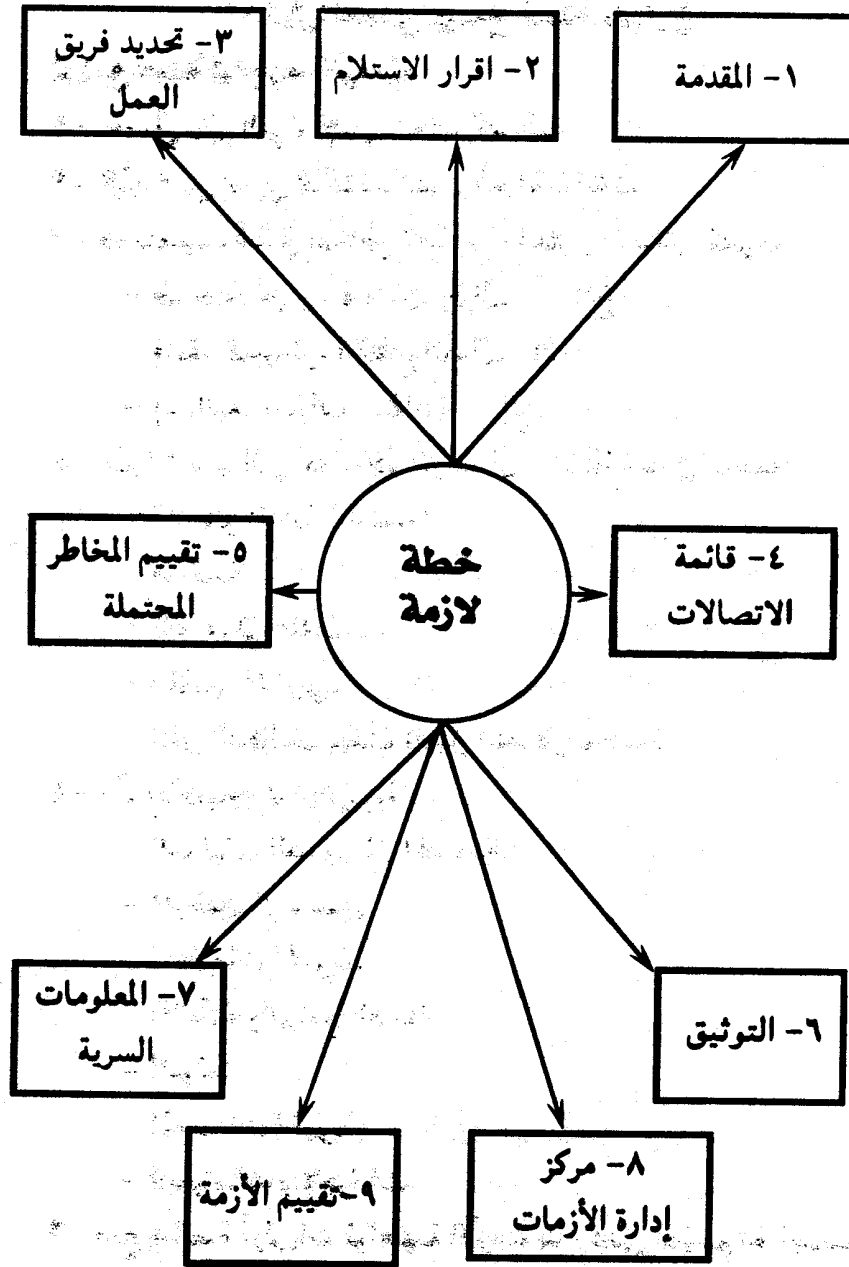 ١- المقدمة
٢- اقرار الاستلام
٣- تحديد فريق
العمل
خطة
لازمة
٤- قائمة
الاتصالات
٥- تقييم المخاطر
المحتملة
٦- التوثيق
٧- المعلومات
السرية
٨- مركز
إدارة الأزمات
٩-تقييم الأزمة